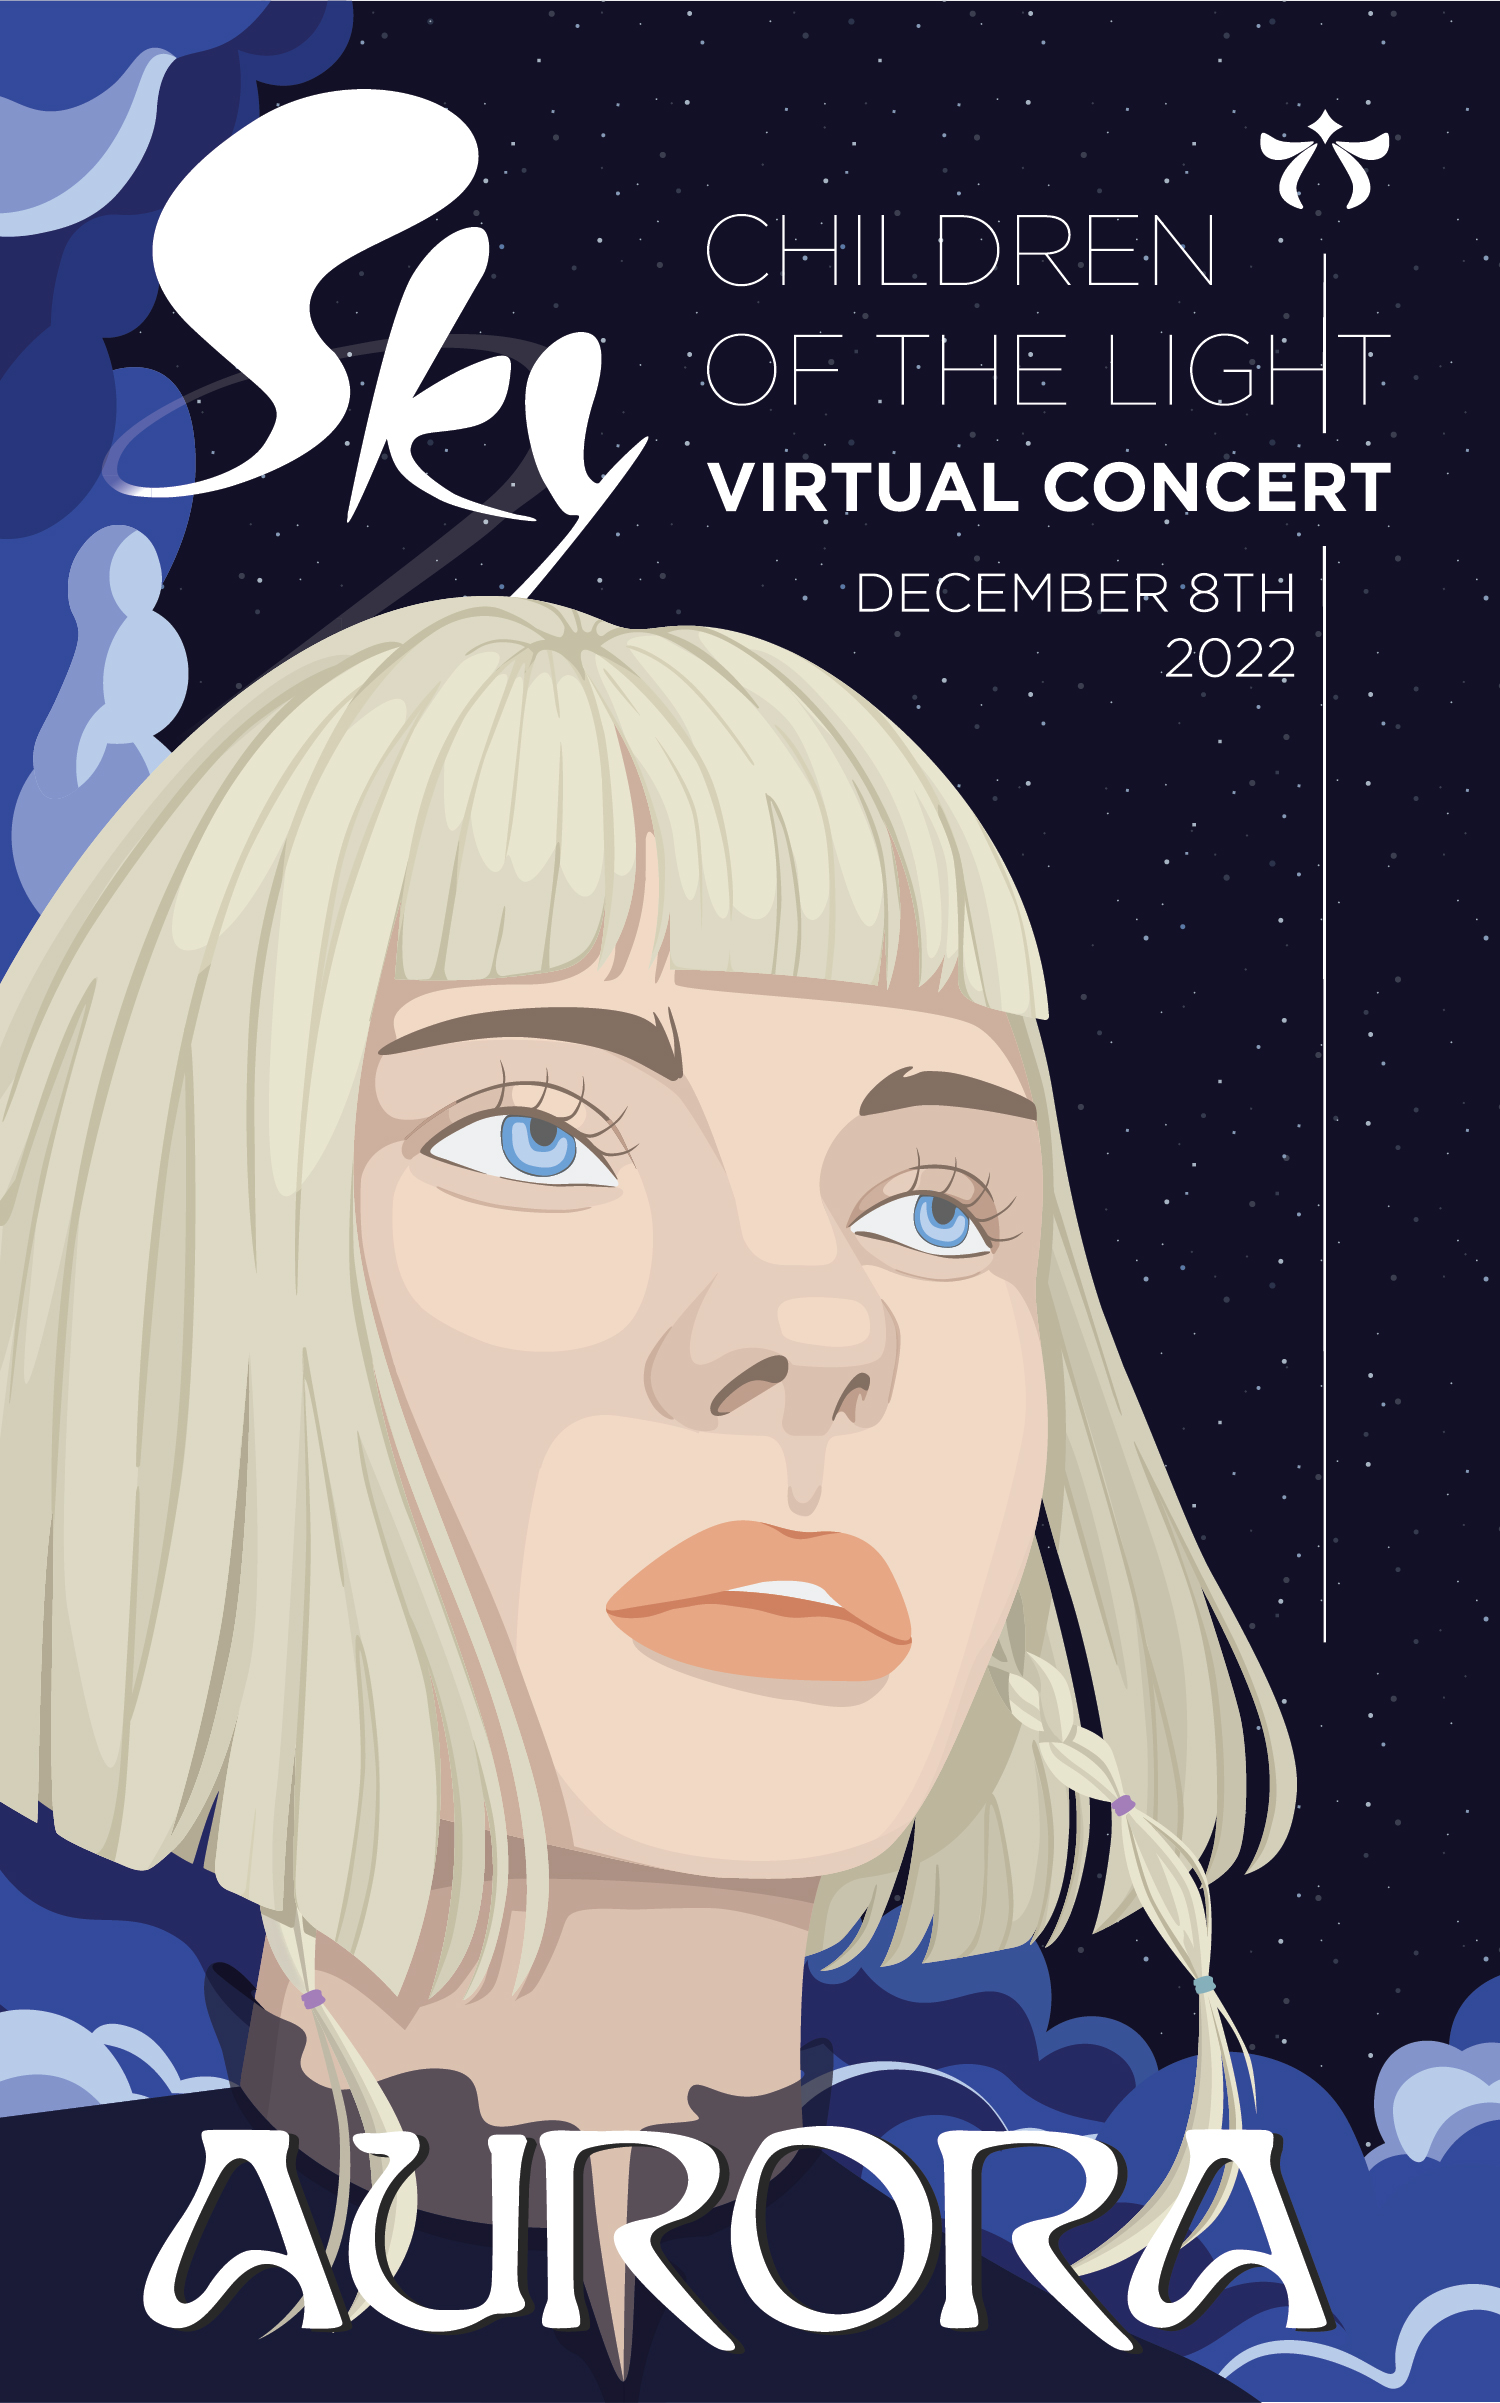 Sky
CHILDREN
OF THE LIGHT
VIRTUAL CONCERT
DECEMBER 8TH
2022
AURORA